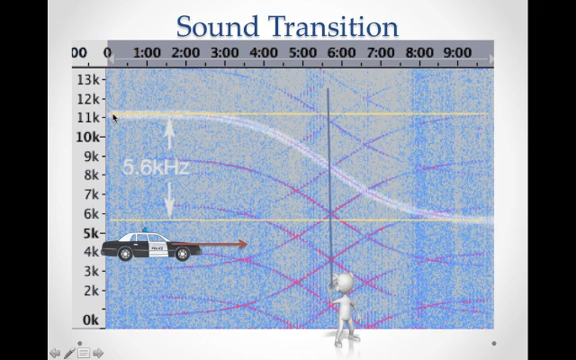 Sound Transition
00 0 1:00 2:00 3:00 4:00 5:00 6:00 7:00 8:00 9:00
13k
12k
11k
10k
9k
8k
5.6kHz
7k
6k
5k
POLICE
4k
3k
2k
0k